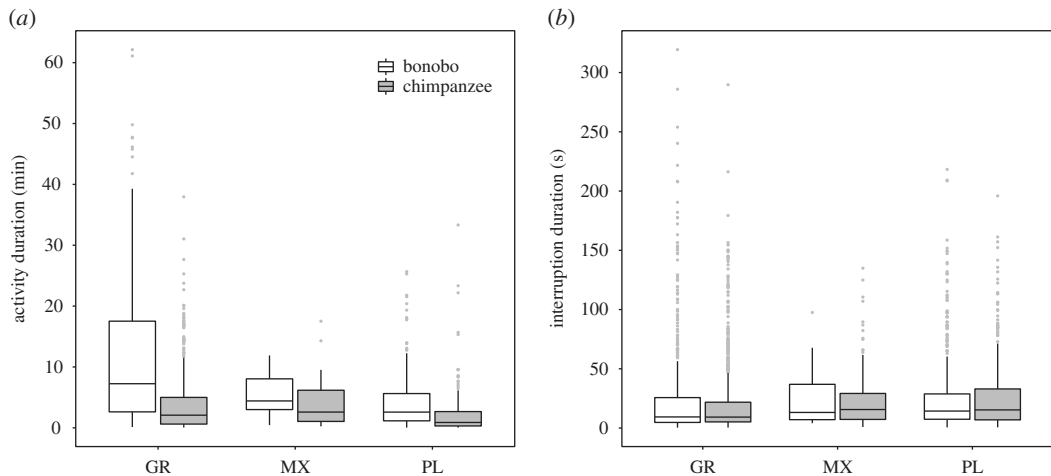 (a)
60
50
40
30
20
10
0
activity duration (min)
bonobo
chimpanzee
GR MX PL
(b)
300
250
200
150
100
50
0
interruption duration (s)
GR MX PL